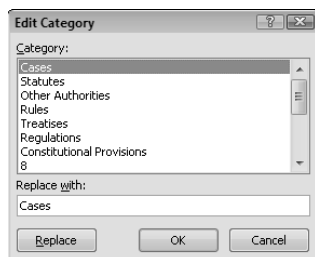 Edit Category
Category:
Cases
Statutes
Other Authorities
Rules
Treatises
Regulations
Constitutional Provisions
8
Replace with:
Cases
Replace OK Cancel